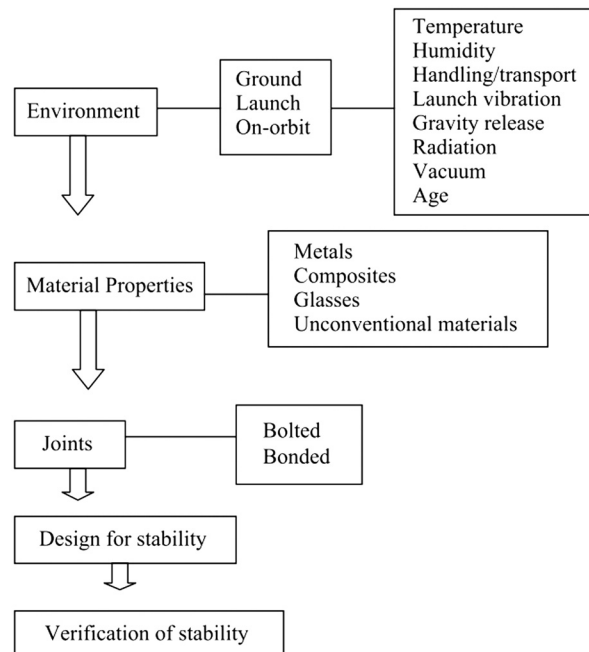 Environment
Ground
Launch
On-orbit
Temperature
Humidity
Handling/transport
Launch vibration
Gravity release
Radiation
Vacuum
Age
Material Properties
Metals
Composites
Glasses
Unconventional materials
Joints
Bolted
Bonded
Design for stability
Verification of stability